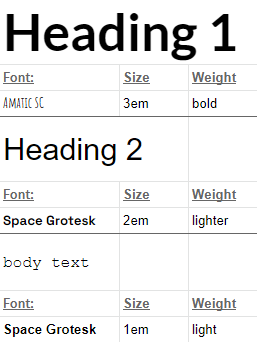 Heading 1
Font: Size Weight
Amatic SC 3em bold
Heading 2
Font: Size Weight
Space Grotesk 2em lighter
body text
Font: Size Weight
Space Grotesk 1em light